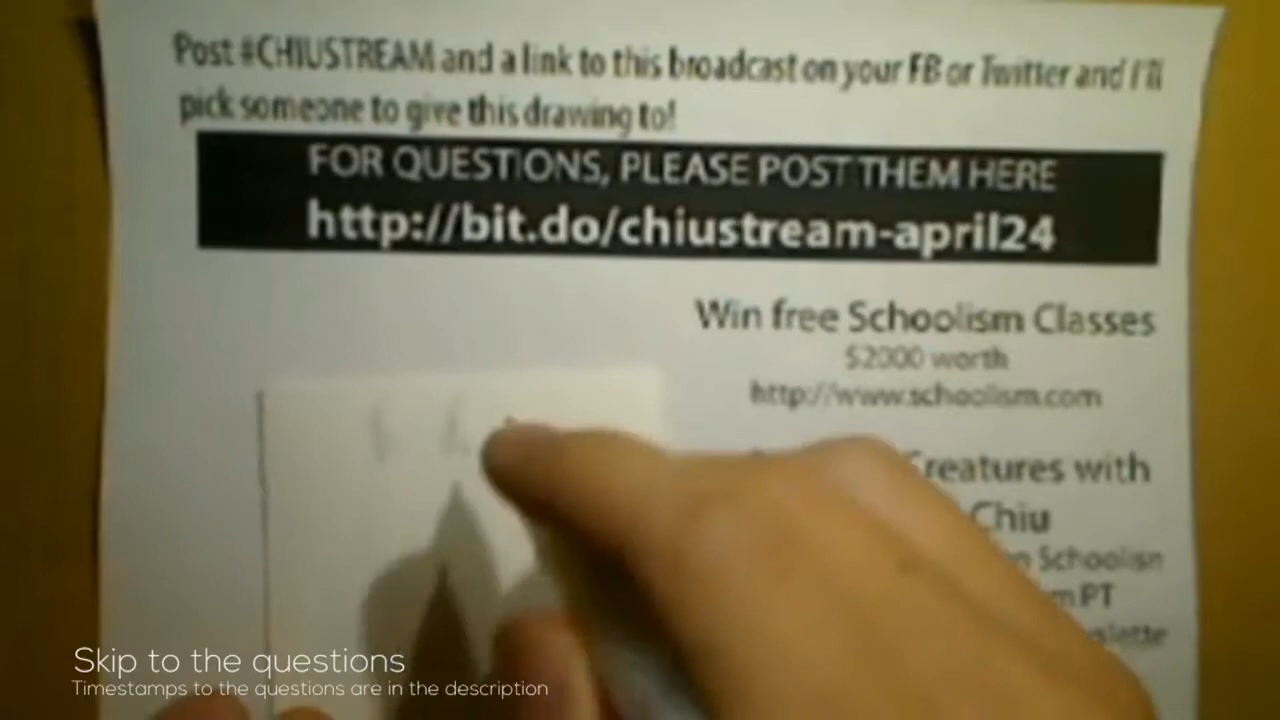 Post #CHIUSTREAM and a link to this broadcast on your FB or Twitter and I'll
pick someone to give this drawing to!
FOR QUESTIONS, PLEASE POST THEM HERE
http://bit.do/chiustream-april24
Win free Schoolism Classes
$2000 worth
http://www.schoolism.com
Creatures with
Chiu
Schoolism
PT
Skip to the questions
Timestamps to the questions are in the description